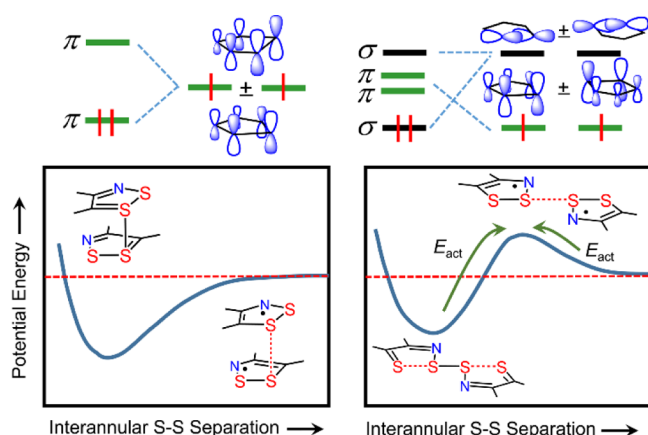 π
π
±
±
σ
π
π
σ
±
±
Potential Energy
N
S
S
N
S
S
N
S
S
N
S
S
Interannular S-S Separation
N
S
S
S
S
N
E act
E act
N
S
S
S
S
N
Interannular S-S Separation